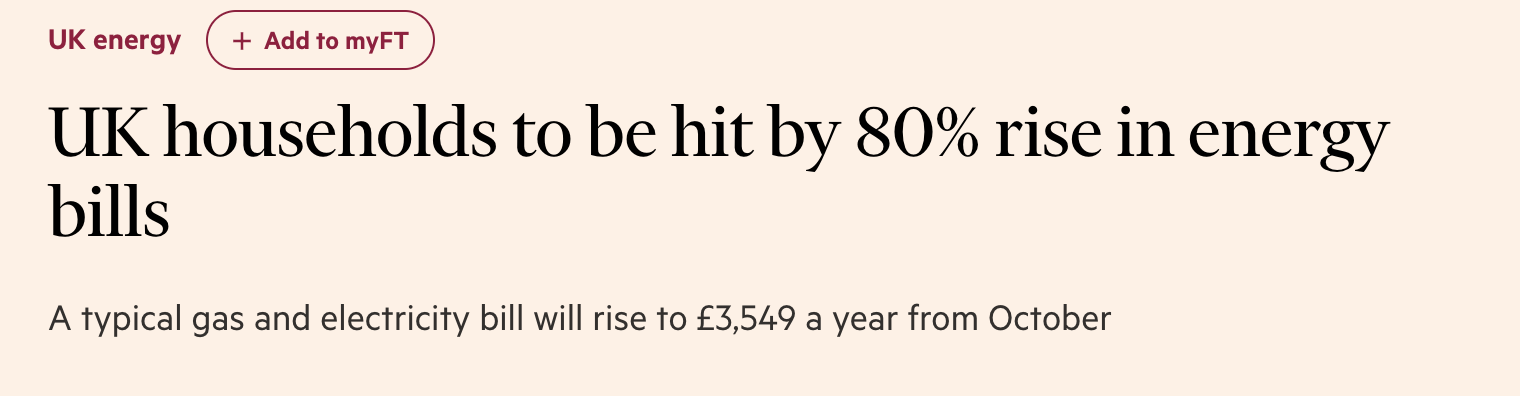 UK energy + Add to myFT
UK households to be hit by 80% rise in energy
bills
A typical gas and electricity bill will rise to £3,549 a year from October